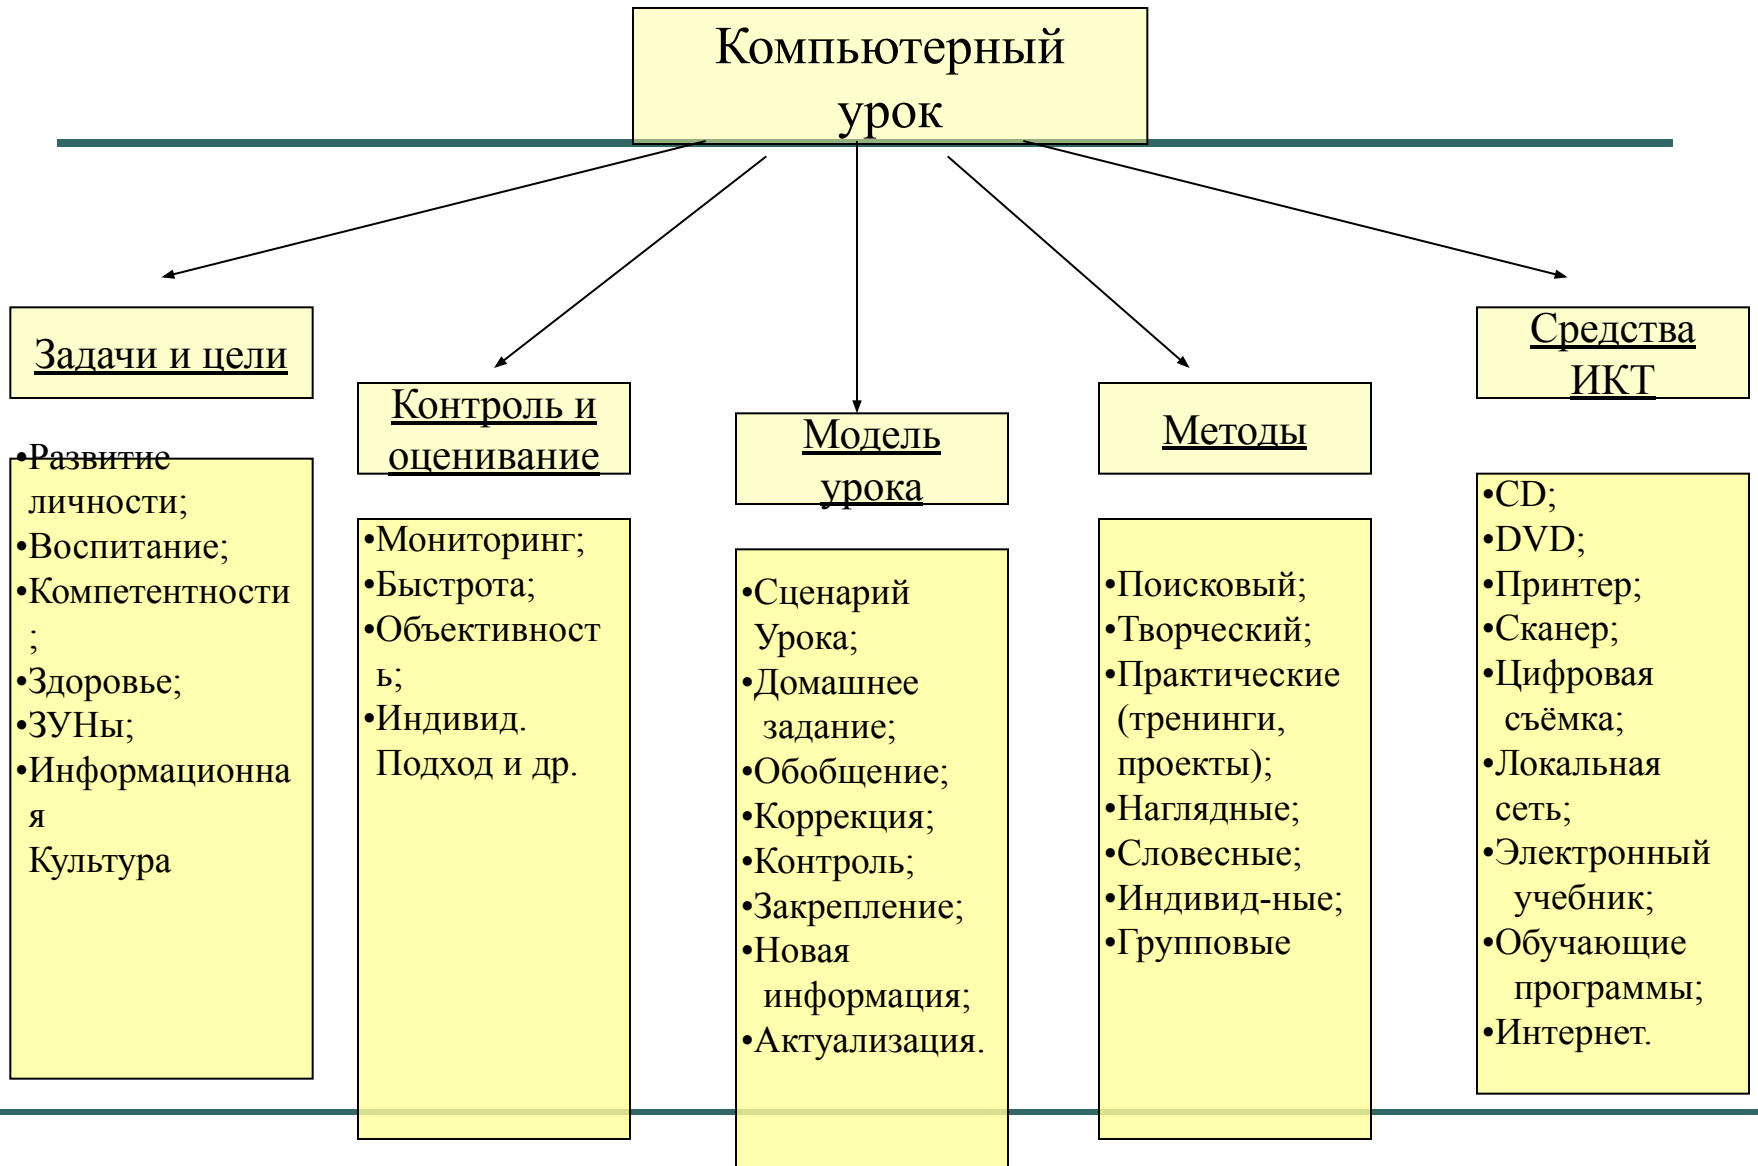 Компьютерный
урок
Задачи и цели
•Развитие
личности;
•Воспитание;
•Компетентности
;
•Здоровье;
•ЗУНы;
•Информационна
я
Культура
Контроль и
оценивание
•Мониторинг;
•Быстрота;
•Объективност
ь;
•Индивид.
Подход и др.
Модель
урока
•Сценарий
Урока;
•Домашнее
задание;
•Обобщение;
•Коррекция;
•Контроль;
•Закрепление;
•Новая
информация;
•Актуализация.
Методы
•Поисковый;
•Творческий;
•Практические
(тренинги,
проекты);
•Наглядные;
•Словесные;
•Индивид-ные;
•Групповые
Средства
ИКТ
•CD;
•DVD;
•Принтер;
•Сканер;
•Цифровая
съёмка;
•Локальная
сеть;
•Электронный
учебник;
•Обучающие
программы;
•Интернет.